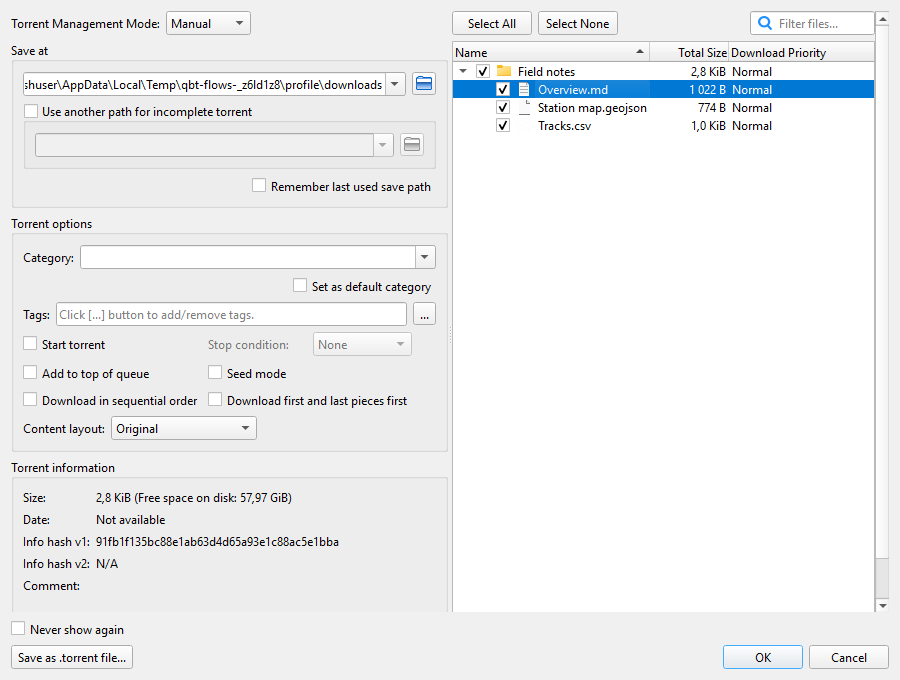 Torrent Management Mode: Manual
Save at
shuser\AppData\Local\Temp\qbt-flows-_z6ld1z8\profile\downloads
Use another path for incomplete torrent
Remember last used save path
Torrent options
Category:
Set as default category
Tags: Click [...] button to add/remove tags. ...
Start torrent Stop condition: None
Add to top of queue Seed mode
Download in sequential order Download first and last pieces first
Content layout: Original
Torrent information
Size: 2,8 KiB (Free space on disk: 57,97 GiB)
Date: Not available
Info hash v1: 91fb1f135bc88e1ab63d4d65a93e1c88ac5e1bba
Info hash v2: N/A
Comment:
Select All Select None Filter files...
Name Total Size Download Priority
Field notes 2,8 KiB Normal
Overview.md 1 022 B Normal
Station map.geojson 774 B Normal
Tracks.csv 1,0 KiB Normal
Never show again
Save as .torrent file... OK Cancel